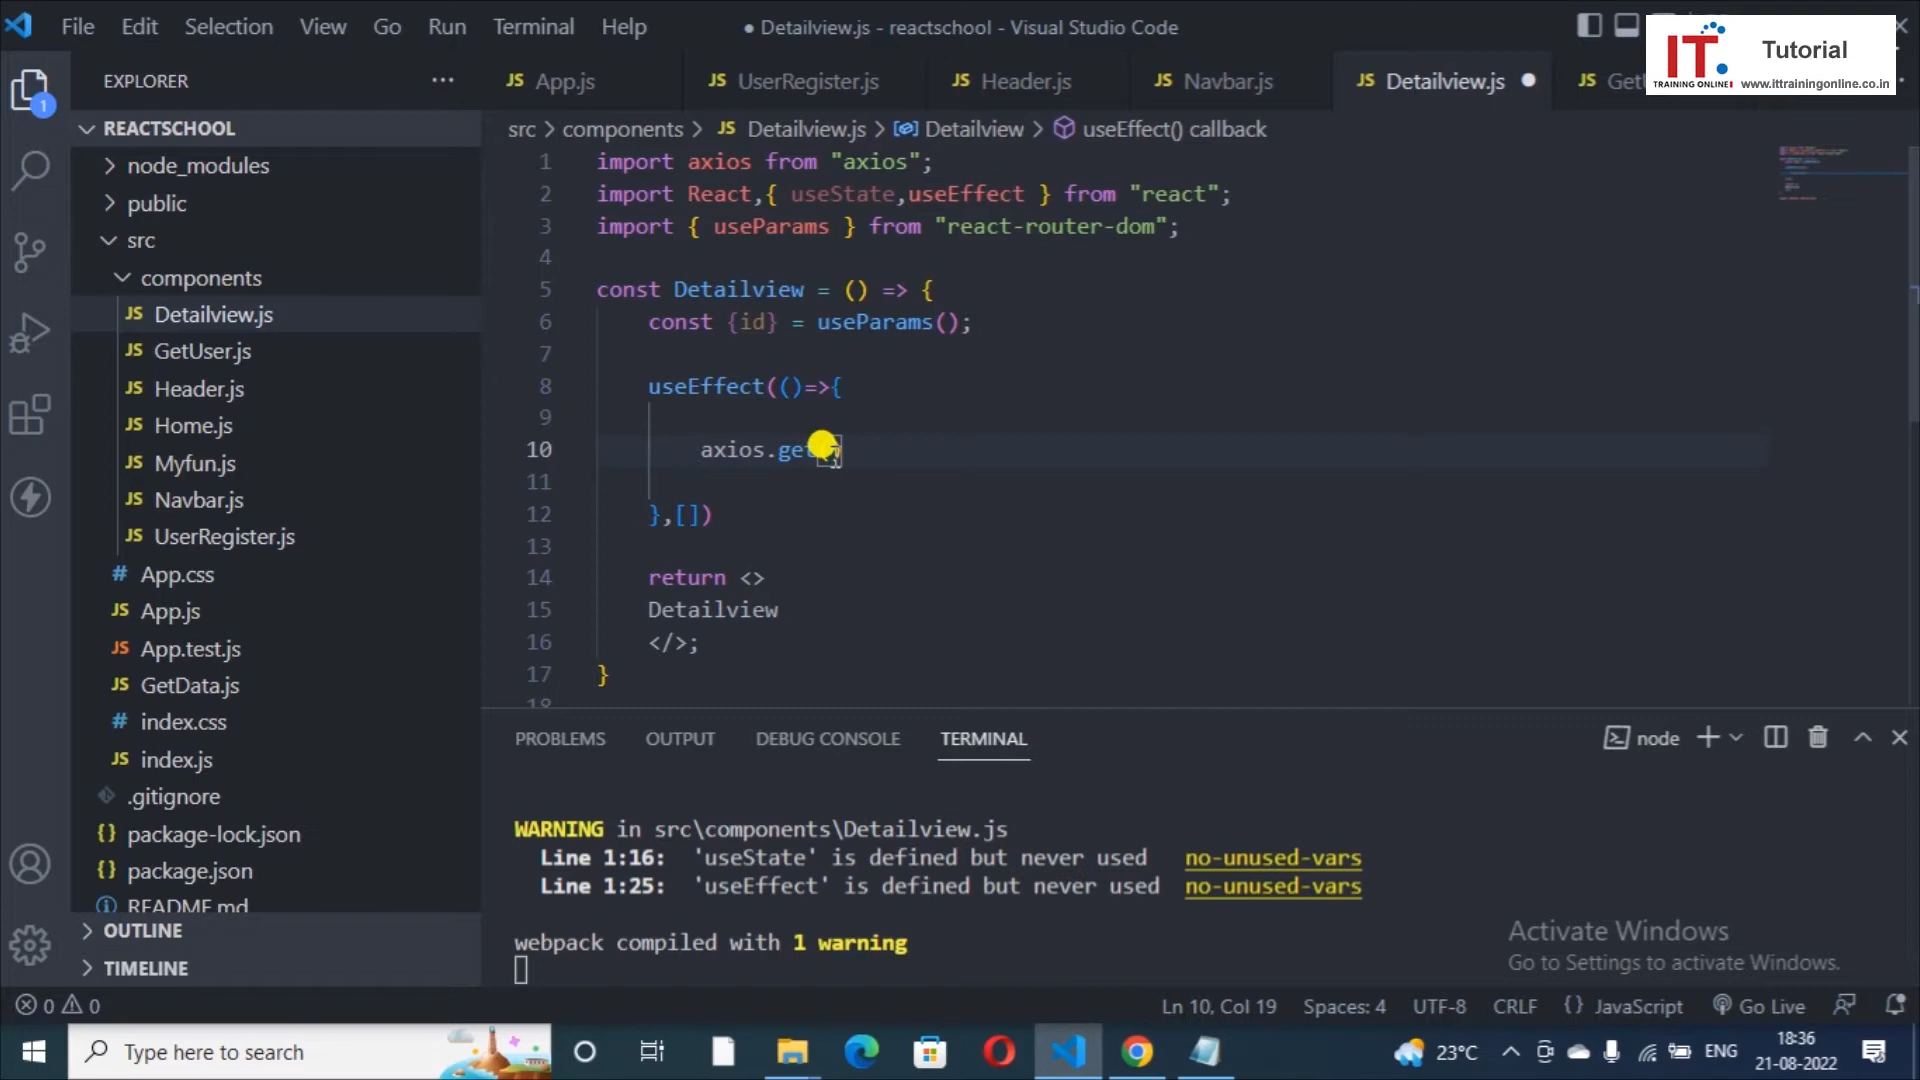 File Edit Selection View Go Run Terminal Help
● Detailview.js - reactschool - Visual Studio Code
IT Tutorial
TRAINING ONLINE! www.ittrainingonline.co.in
EXPLORER ...
JS App.js JS UserRegister.js JS Header.js JS Navbar.js JS Detailview.js ● JS
1
REACTSCHOOL
src > components > JS Detailview.js > Detailview > useEffect() callback
node_modules
public
src
components
JS Detailview.js
JS GetUser.js
JS Header.js
JS Home.js
JS Myfun.js
JS Navbar.js
JS UserRegister.js
# App.css
JS App.js
JS App.test.js
JS GetData.js
# index.css
JS index.js
.gitignore
{} package-lock.json
{} package.json
README.md
OUTLINE
TIMELINE
1 import axios from "axios";
2 import React,{ useState,useEffect } from "react";
3 import { useParams } from "react-router-dom";
4
5 const Detailview = () => {
6 const {id} = useParams();
7
8 useEffect(()=>{
9
10 axios.get
11
12 },[])
13
14 return <>
15 Detailview
16 </>;
17 }
18
PROBLEMS OUTPUT DEBUG CONSOLE TERMINAL
node
WARNING in src\components\Detailview.js
Line 1:16: 'useState' is defined but never used no-unused-vars
Line 1:25: 'useEffect' is defined but never used no-unused-vars
webpack compiled with 1 warning
Activate Windows
Go to Settings to activate Windows.
0 0
Ln 10, Col 19 Spaces: 4 UTF-8 CRLF {} JavaScript Go Live
Type here to search
23°C
ENG
18:36
21-08-2022